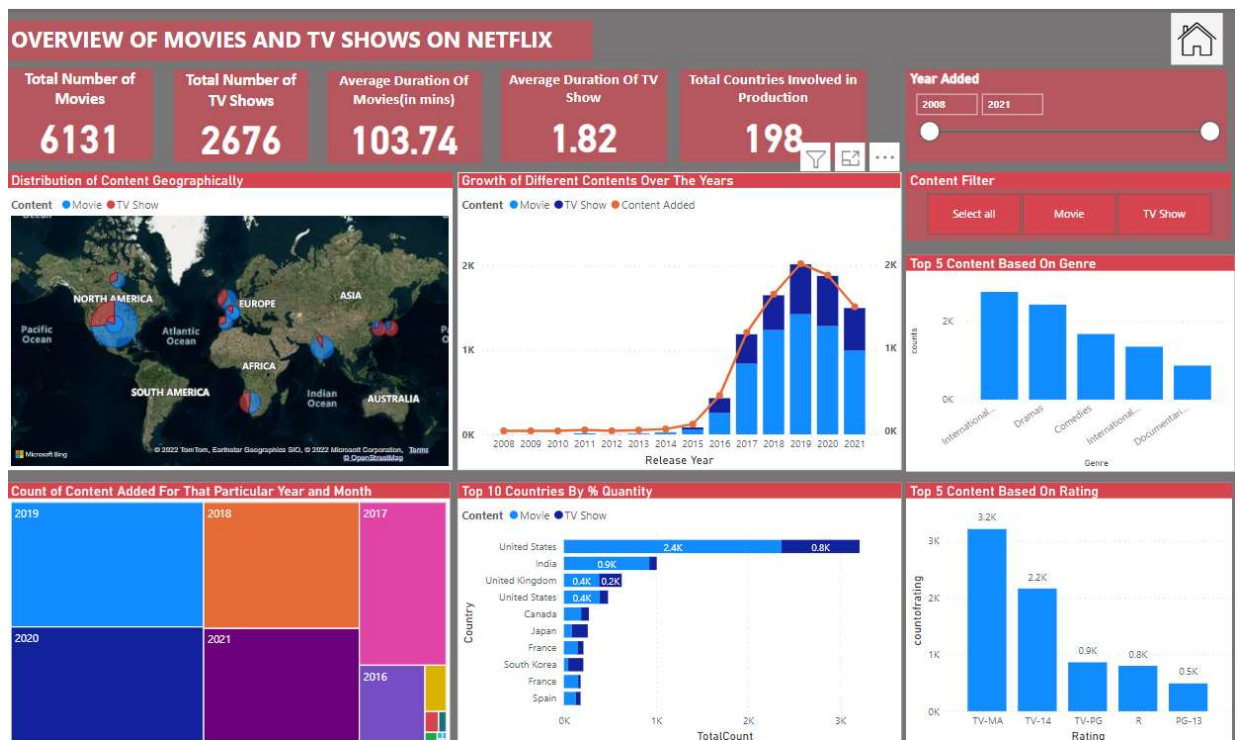 OVERVIEW OF MOVIES AND TV SHOWS ON NETFLIX
Total Number of
Movies
6131
Total Number of
TV Shows
2676
Average Duration Of
Movies(in mins)
103.74
Average Duration Of TV
Show
1.82
Total Countries Involved in
Production
198
Year Added
2008
2021
Distribution of Content Geographically
Content Movie TV Show
NORTH AMERICA
EUROPE
ASIA
Pacific
Ocean
Atlantic
Ocean
AFRICA
SOUTH AMERICA
Indian
Ocean
AUSTRALIA
Pacific
Ocean
Microsoft Bing
© 2022 TomTom, Earthstar Geographics SIO, © 2022 Microsoft Corporation, Terms
© OpenStreetMap
Growth of Different Contents Over The Years
Content Movie TV Show Content Added
2K 2K
1K 1K
0K 0K
2008 2009 2010 2011 2012 2013 2014 2015 2016 2017 2018 2019 2020 2021
Release Year
Content Filter
Select all
Movie
TV Show
Top 5 Content Based On Genre
counts
2K
0K
International...
Dramas
Comedies
International...
Documentari...
Genre
Count of Content Added For That Particular Year and Month
2019
2018
2017
2020
2021
2016
Top 10 Countries By % Quantity
Content Movie TV Show
Country
United States 2.4K 0.8K
India 0.9K
United Kingdom 0.4K 0.2K
United States 0.4K
Canada
Japan
France
South Korea
France
Spain
0K 1K 2K 3K
TotalCount
Top 5 Content Based On Rating
countofrating
3K
2K
1K
0K
3.2K
2.2K
0.9K
0.8K
0.5K
TV-MA TV-14 TV-PG R PG-13
Rating